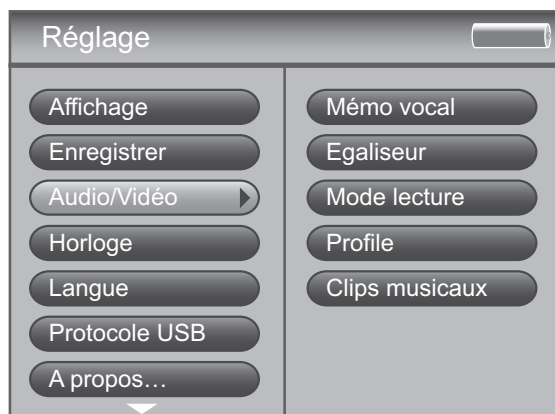 Réglage
Affichage
Enregistrer
Audio/Vidéo
Horloge
Langue
Protocole USB
A propos…
Mémo vocal
Egaliseur
Mode lecture
Profile
Clips musicaux